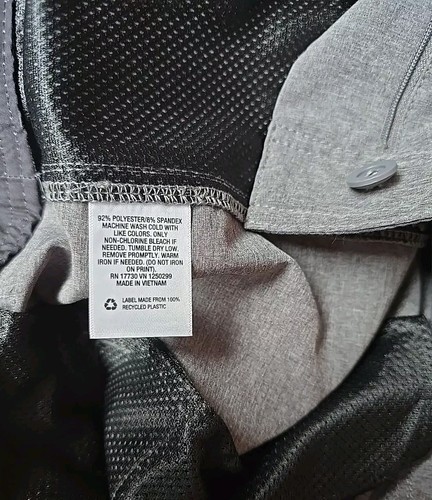 92% POLYESTER/8% SPANDEX
MACHINE WASH COLD WITH
LIKE COLORS. ONLY
NON-CHLORINE BLEACH IF
NEEDED. TUMBLE DRY LOW.
REMOVE PROMPTLY. WARM
IRON IF NEEDED. (DO NOT IRON
ON PRINT).
RN 17730 VN 1250299
MADE IN VIETNAM
LABEL MADE FROM 100%
RECYCLED PLASTIC